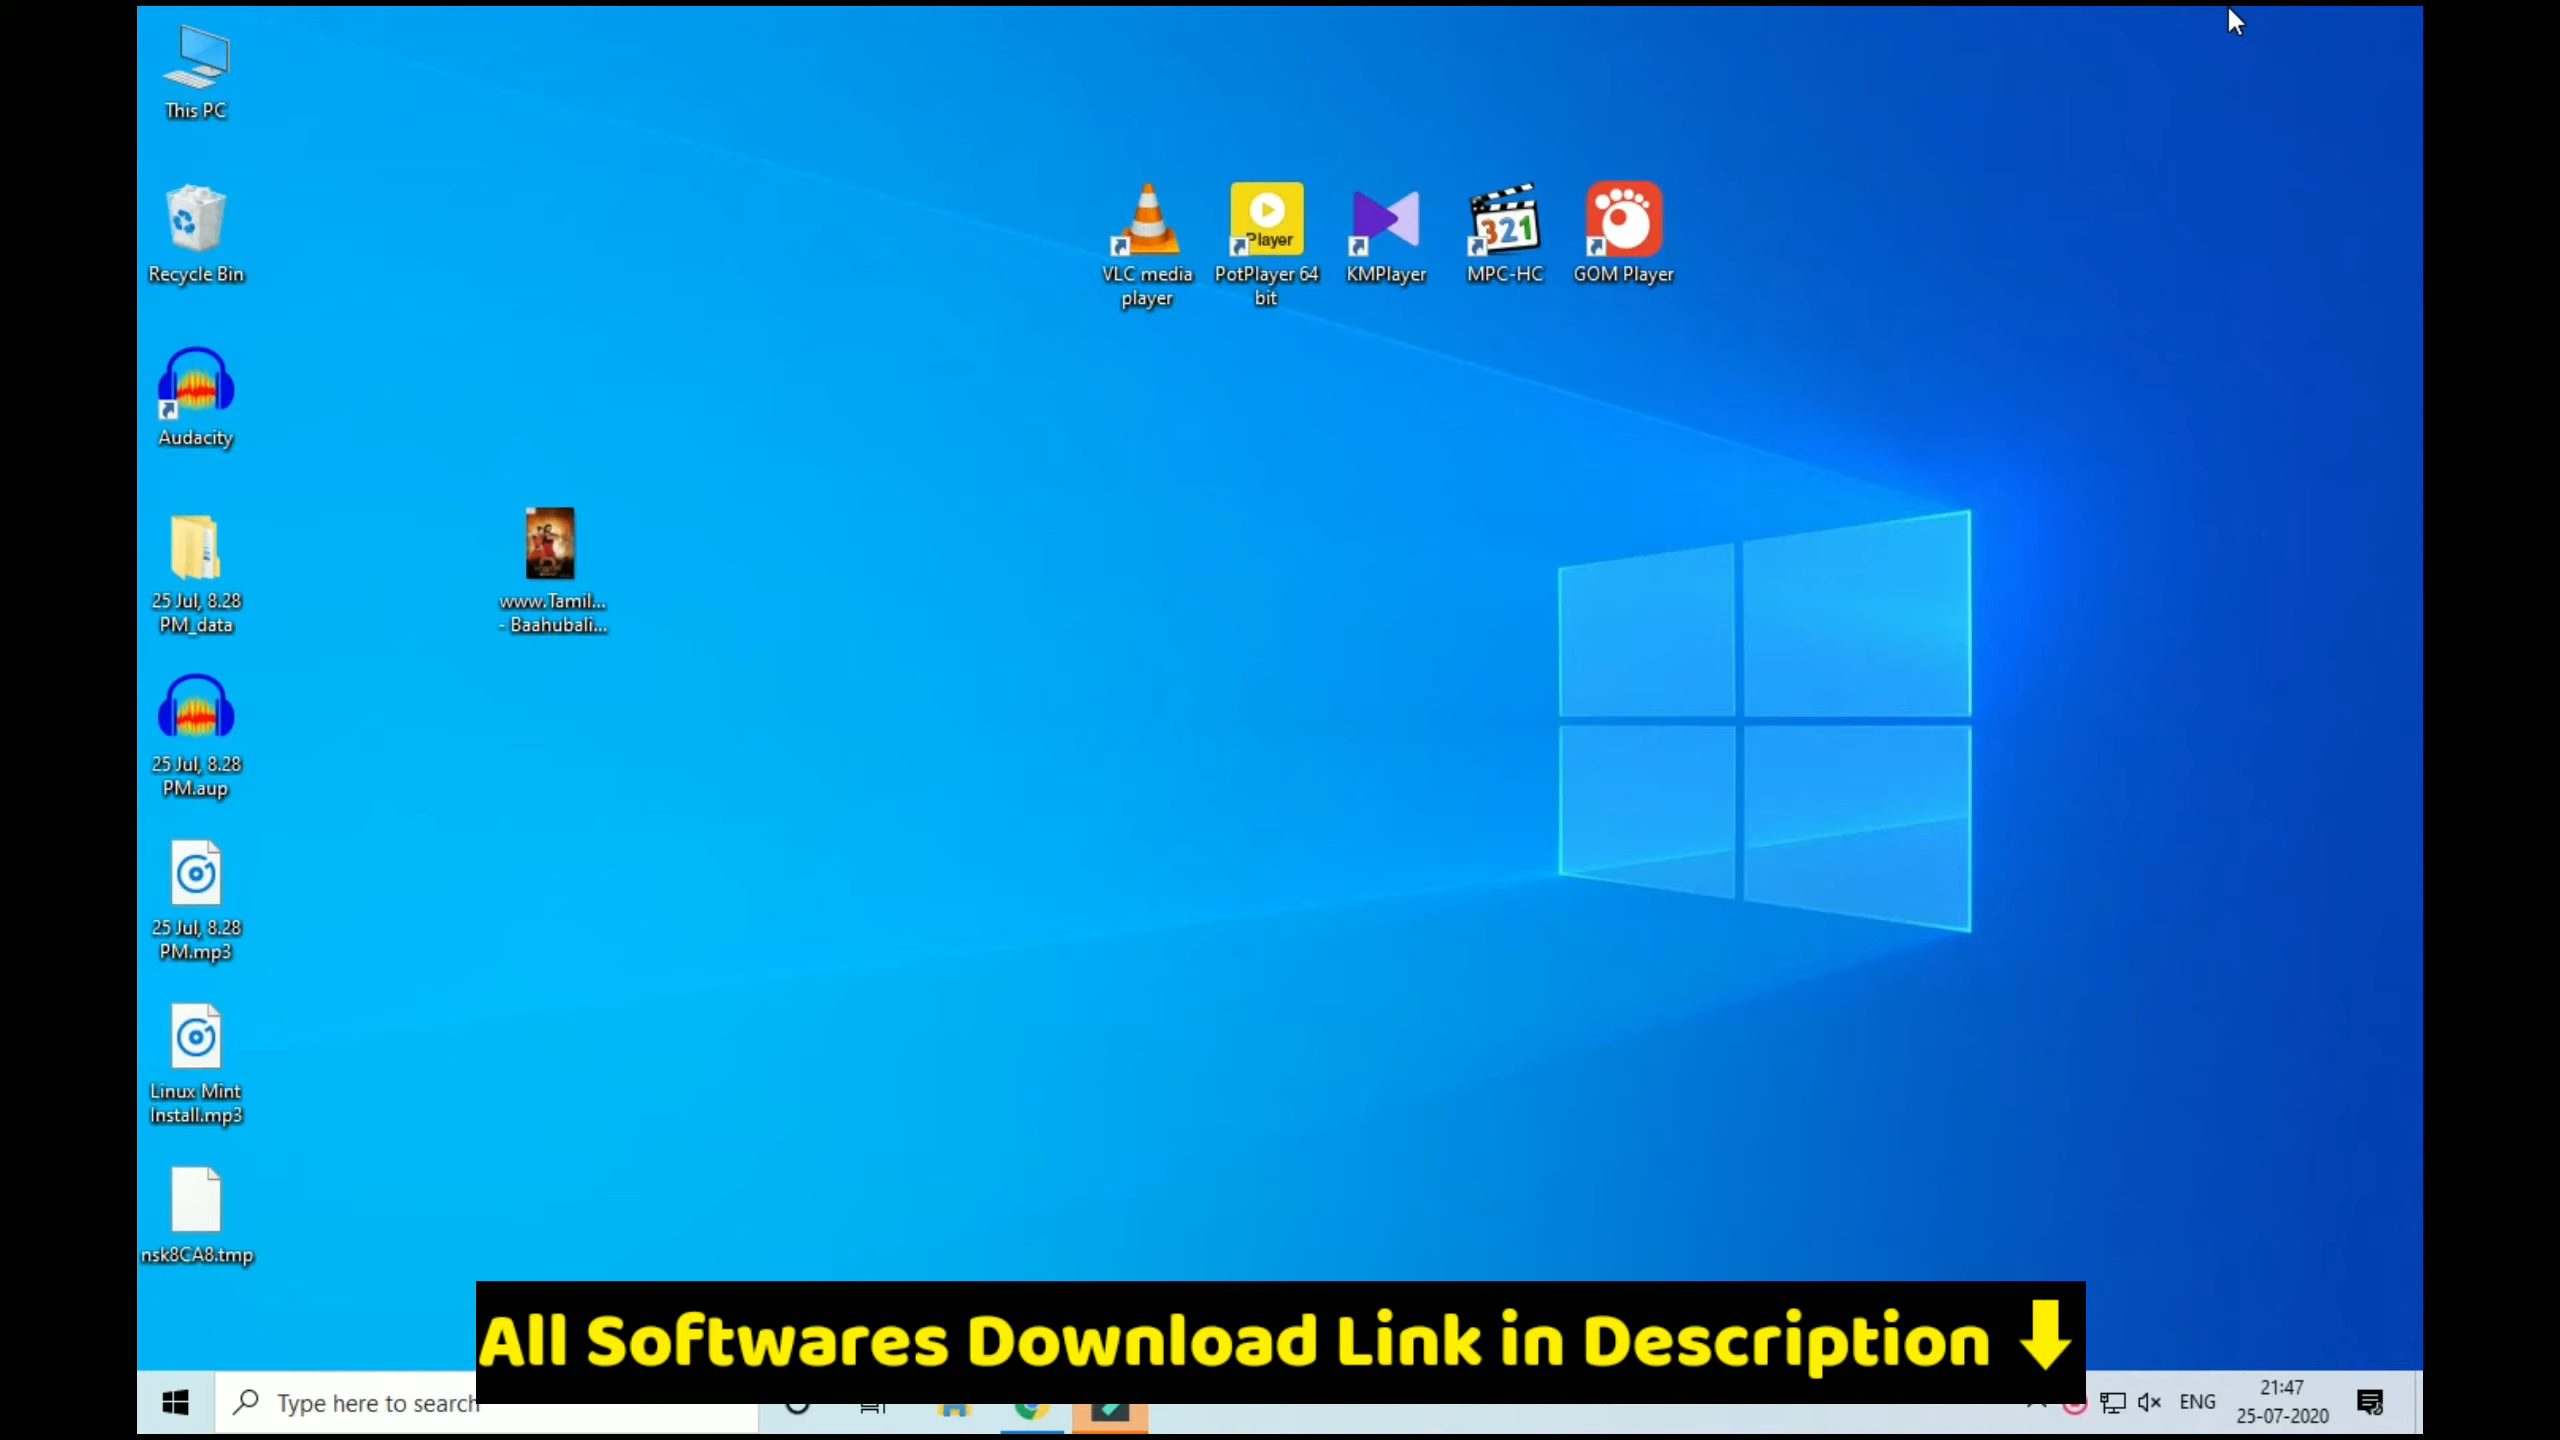 This PC
Recycle Bin
Audacity
25 Jul, 8.28
PM_data
25 Jul, 8.28
PM.aup
25 Jul, 8.28
PM.mp3
Linux Mint
Install.mp3
nsk8CA8.tmp
www.Tamil...
- Baahubali...
VLC media
player
Player
PotPlayer 64
bit
KMPlayer
321
MPC-HC
GOM Player
All Softwares Download Link in Description
Type here to search
ENG
21:47
25-07-2020